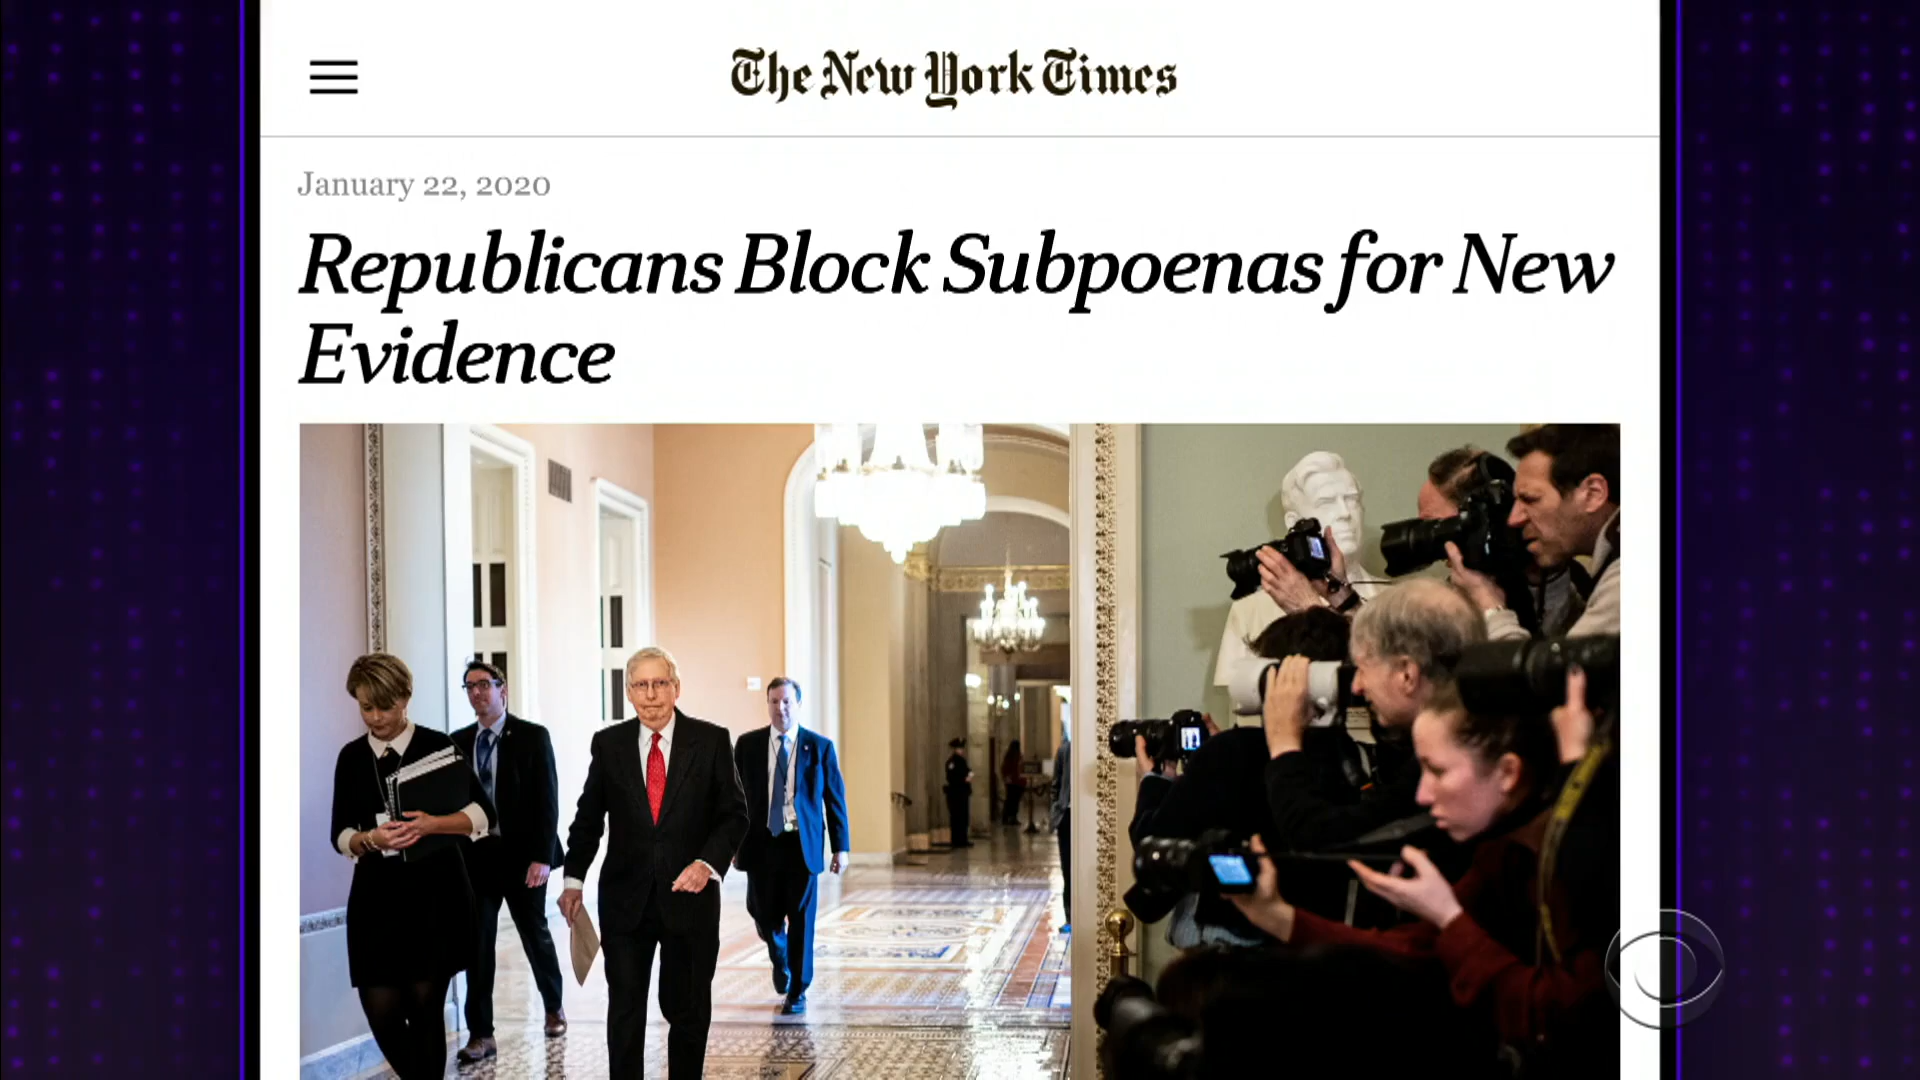 The New York Times
January 22, 2020
Republicans Block Subpoenas for New
Evidence